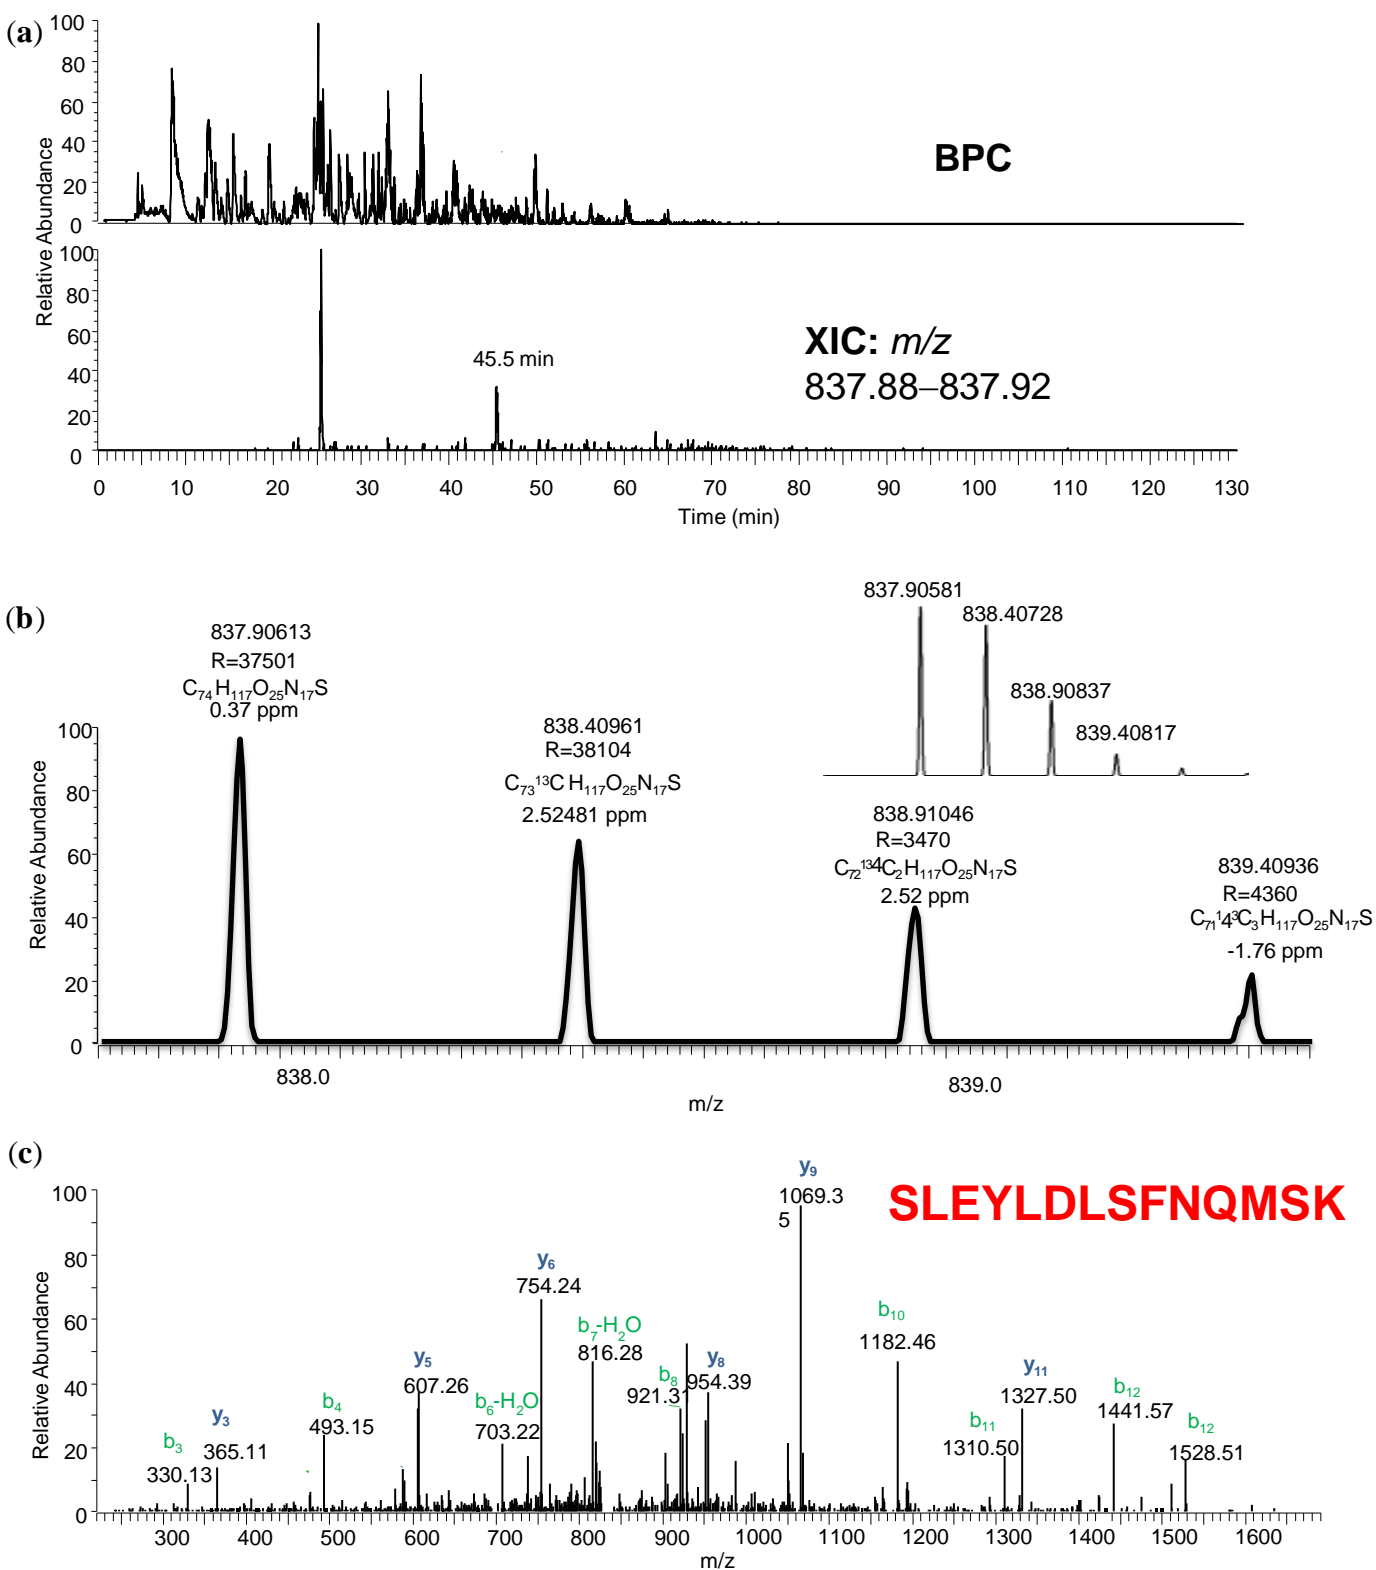 (a)
100
80
60
40
20
0
BPC
Relative Abundance
100
80
60
40
20
0
45.5 min
XIC: m/z
837.88–837.92
0 10 20 30 40 50 60 70 80 90 100 110 120 130
Time (min)
(b)
837.90613
R=37501
C74H117O25N17S
0.37 ppm
838.40961
R=38104
C73¹³C H117O25N17S
2.52481 ppm
837.90581
838.40728
838.90837
839.40817
838.91046
R=3470
C72¹³4C2H117O25N17S
2.52 ppm
839.40936
R=4360
C71¹4³C3H117O25N17S
-1.76 ppm
Relative Abundance
100
80
60
40
20
0
838.0
839.0
m/z
(c)
SLEYLDLSFNQMSK
Relative Abundance
100
80
60
40
20
0
b3
330.13
y3
365.11
b4
493.15
y5
607.26
b6-H2O
703.22
y6
754.24
b7-H2O
816.28
b8
921.31
y8
954.39
y9
1069.3
5
b10
1182.46
b11
1310.50
y11
1327.50
b12
1441.57
b12
1528.51
300 400 500 600 700 800 900 1000 1100 1200 1300 1400 1500 1600
m/z